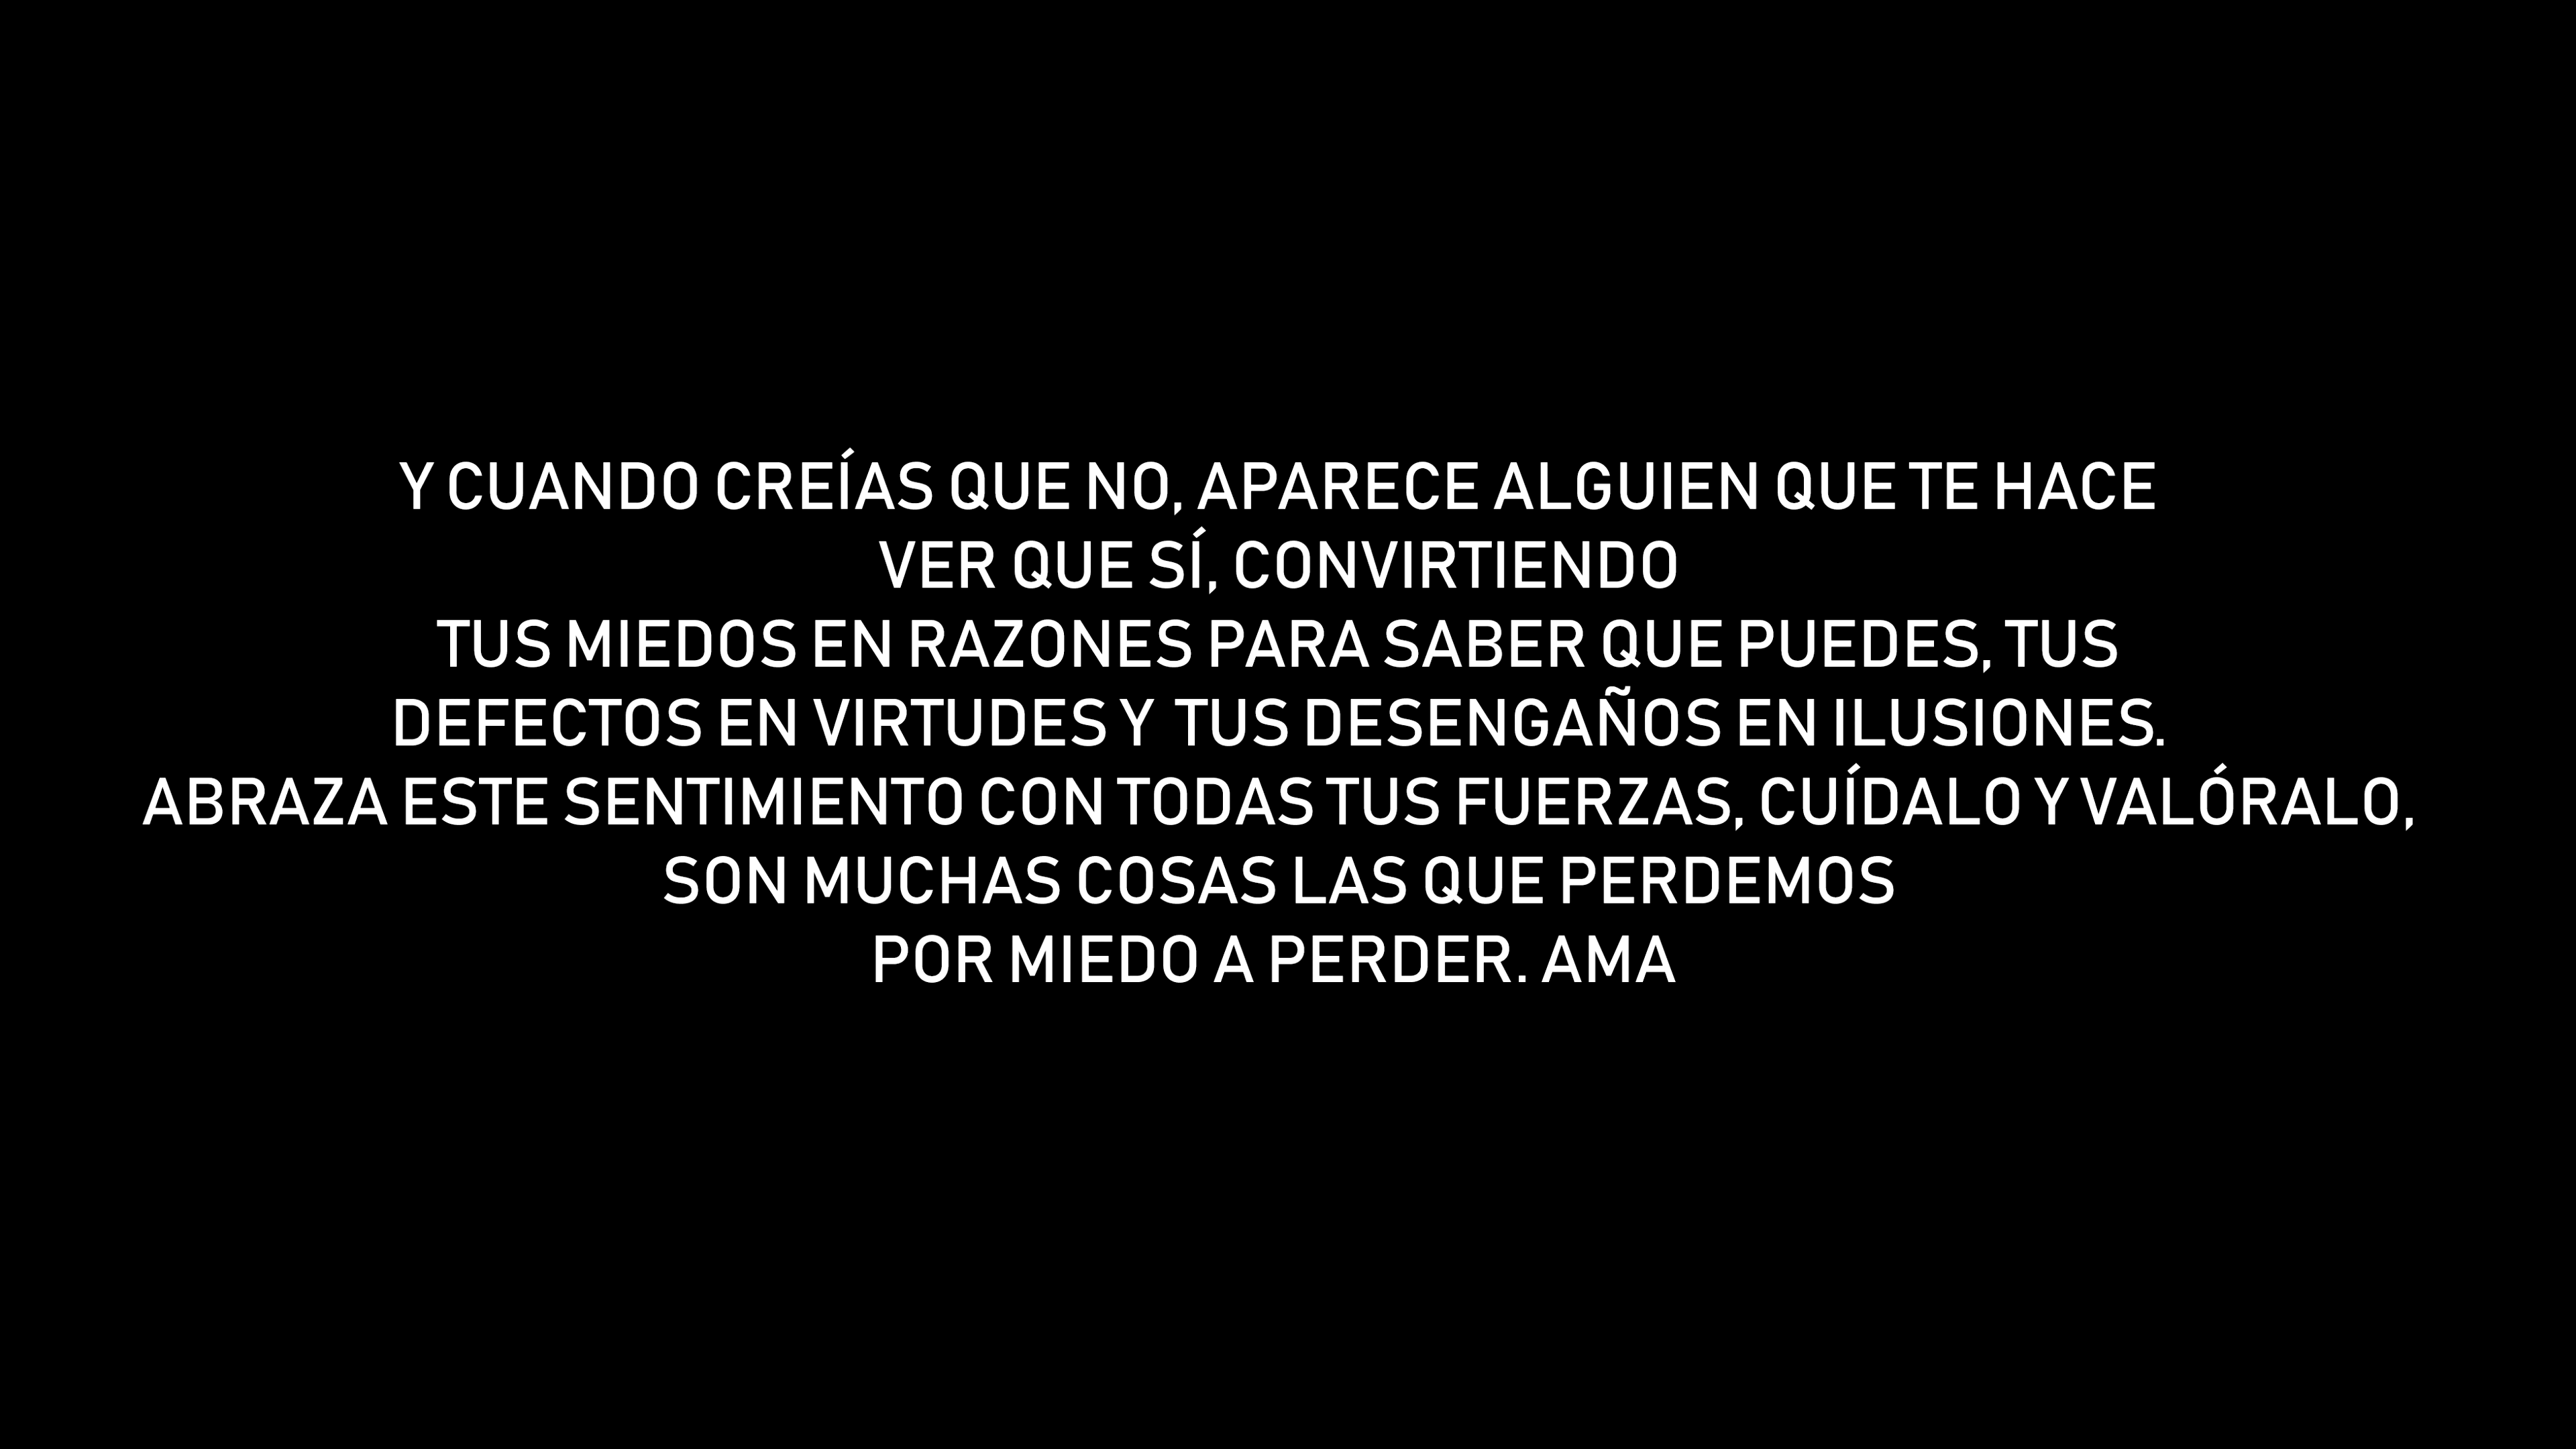 Y CUANDO CREÍAS QUE NO, APARECE ALGUIEN QUE TE HACE
VER QUE SÍ, CONVIRTIENDO
TUS MIEDOS EN RAZONES PARA SABER QUE PUEDES, TUS
DEFECTOS EN VIRTUDES Y TUS DESENGAÑOS EN ILUSIONES.
ABRAZA ESTE SENTIMIENTO CON TODAS TUS FUERZAS, CUÍDALO Y VALÓRALO,
SON MUCHAS COSAS LAS QUE PERDEMOS
POR MIEDO A PERDER. AMA